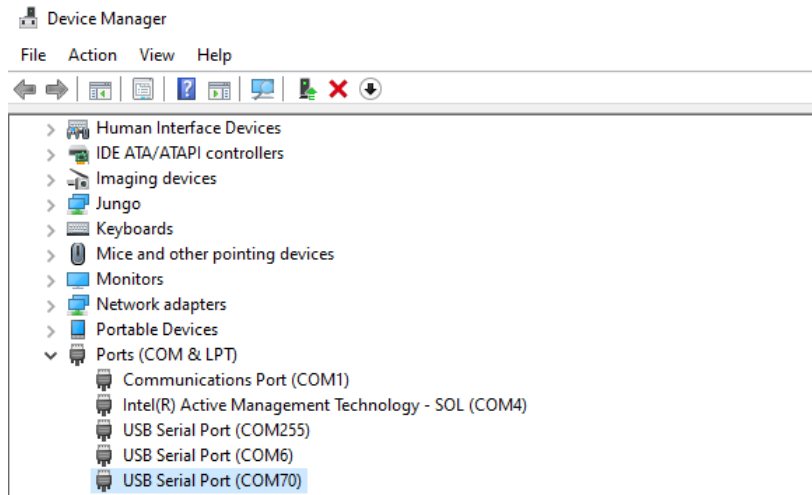 Device Manager
File Action View Help
Human Interface Devices
IDE ATA/ATAPI controllers
Imaging devices
Jungo
Keyboards
Mice and other pointing devices
Monitors
Network adapters
Portable Devices
Ports (COM & LPT)
Communications Port (COM1)
Intel(R) Active Management Technology - SOL (COM4)
USB Serial Port (COM255)
USB Serial Port (COM6)
USB Serial Port (COM70)